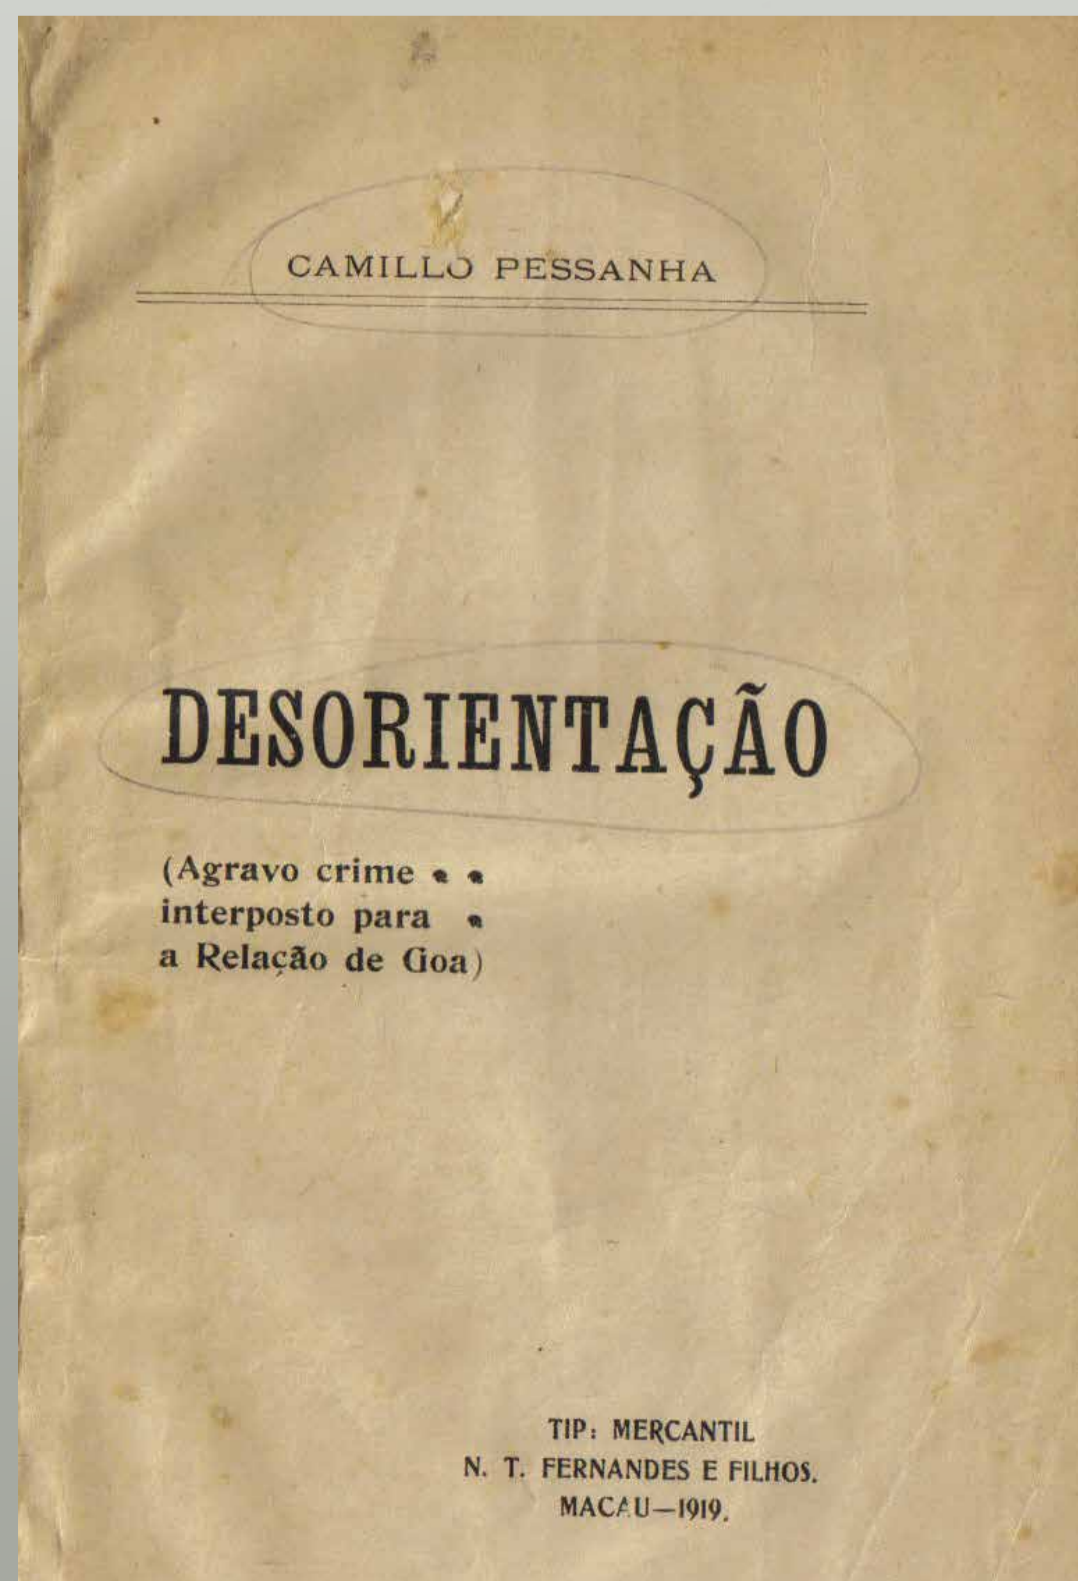 CAMILLO PESSANHA
DESORIENTAÇÃO
(Agravo crime
interposto para
a Relação de Goa)
TIP: MERCANTIL
N. T. FERNANDES E FILHOS.
MACAU—1919.